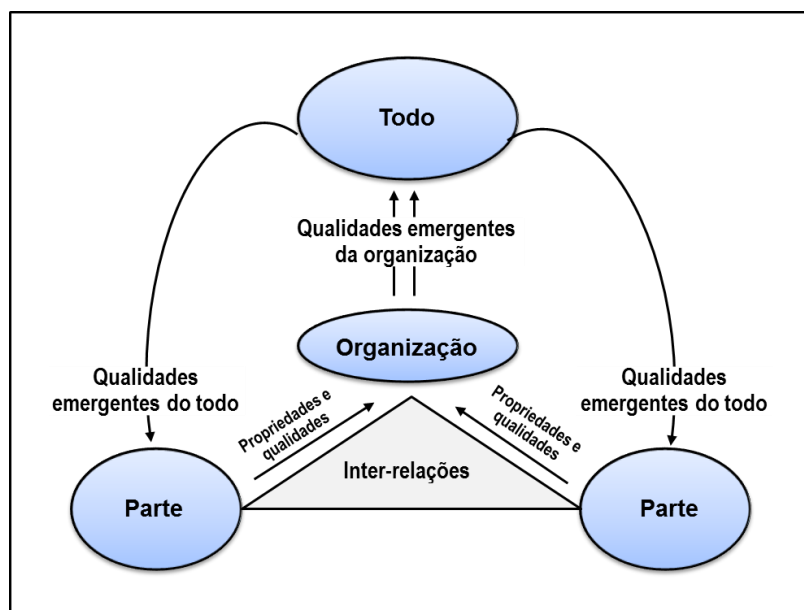 Todo
Qualidades emergentes
da organização
Organização
Qualidades
emergentes do todo
Propriedades e
qualidades
Propriedades e
qualidades
Qualidades
emergentes do todo
Inter-relações
Parte
Parte